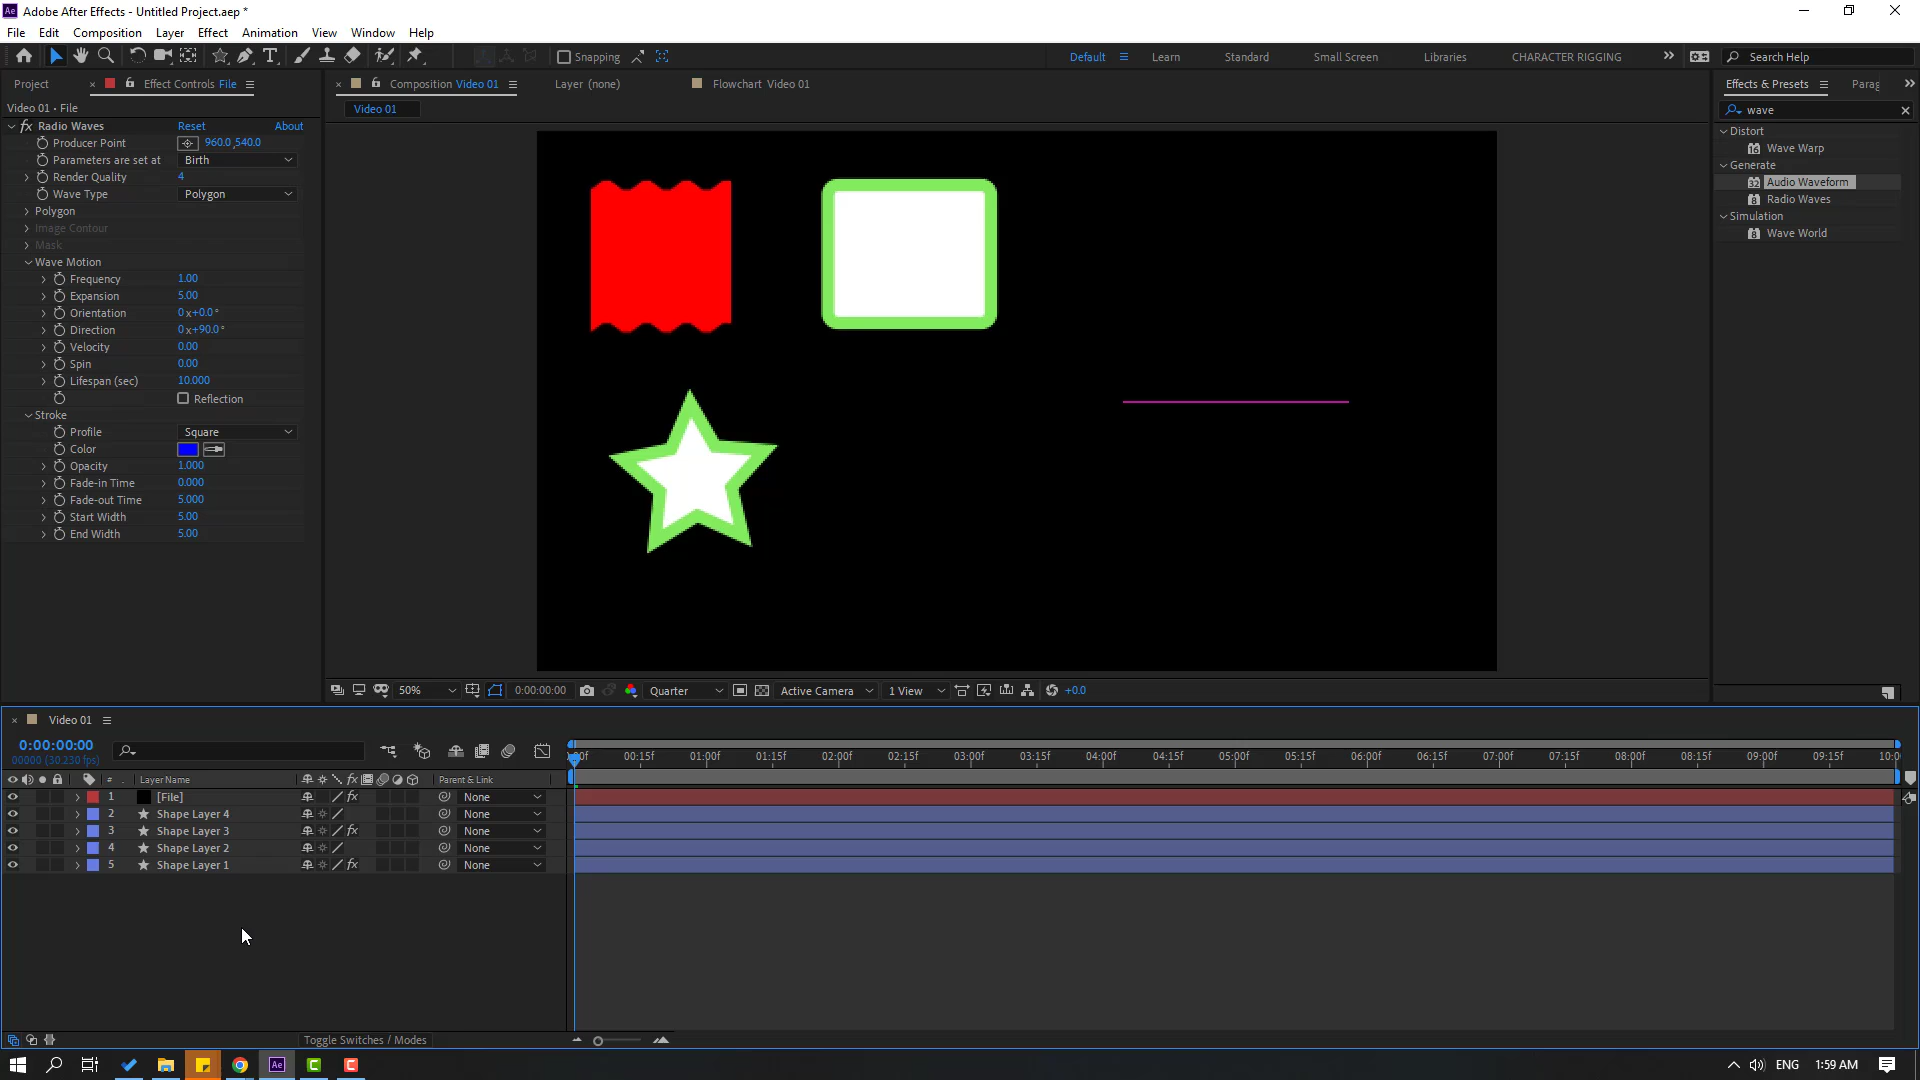 Adobe After Effects - Untitled Project.aep *
File Edit Composition Layer Effect Animation View Window Help
Snapping
Default Learn Standard Small Screen Libraries CHARACTER RIGGING Search Help
Project Effect Controls File
Composition Video 01 Layer (none) Flowchart Video 01
Effects & Presets Parag
Video 01 • File
Video 01
wave
Radio Waves Reset About
Producer Point 960.0,540.0
Parameters are set at Birth
Render Quality 4
Wave Type Polygon
Polygon
Image Contour
Mask
Wave Motion
Frequency 1.00
Expansion 5.00
Orientation 0x+0.0°
Direction 0x+90.0°
Velocity 0.00
Spin 0.00
Lifespan (sec) 10.000
Reflection
Stroke
Profile Square
Color
Opacity 1.000
Fade-in Time 0.000
Fade-out Time 5.000
Start Width 5.00
End Width 5.00
Distort
Wave Warp
Generate
Audio Waveform
Radio Waves
Simulation
Wave World
50% 0:00:00:00 Quarter Active Camera 1 View +0.0
Video 01
0:00:00:00
00000 (30.230 fps)
00:15f 01:00f 01:15f 02:00f 02:15f 03:00f 03:15f 04:00f 04:15f 05:00f 05:15f 06:00f 06:15f 07:00f 07:15f 08:00f 08:15f 09:00f 09:15f 10:0
# Layer Name Parent & Link
1 [File] None
2 Shape Layer 4 None
3 Shape Layer 3 None
4 Shape Layer 2 None
5 Shape Layer 1 None
Toggle Switches / Modes
ENG 1:59 AM